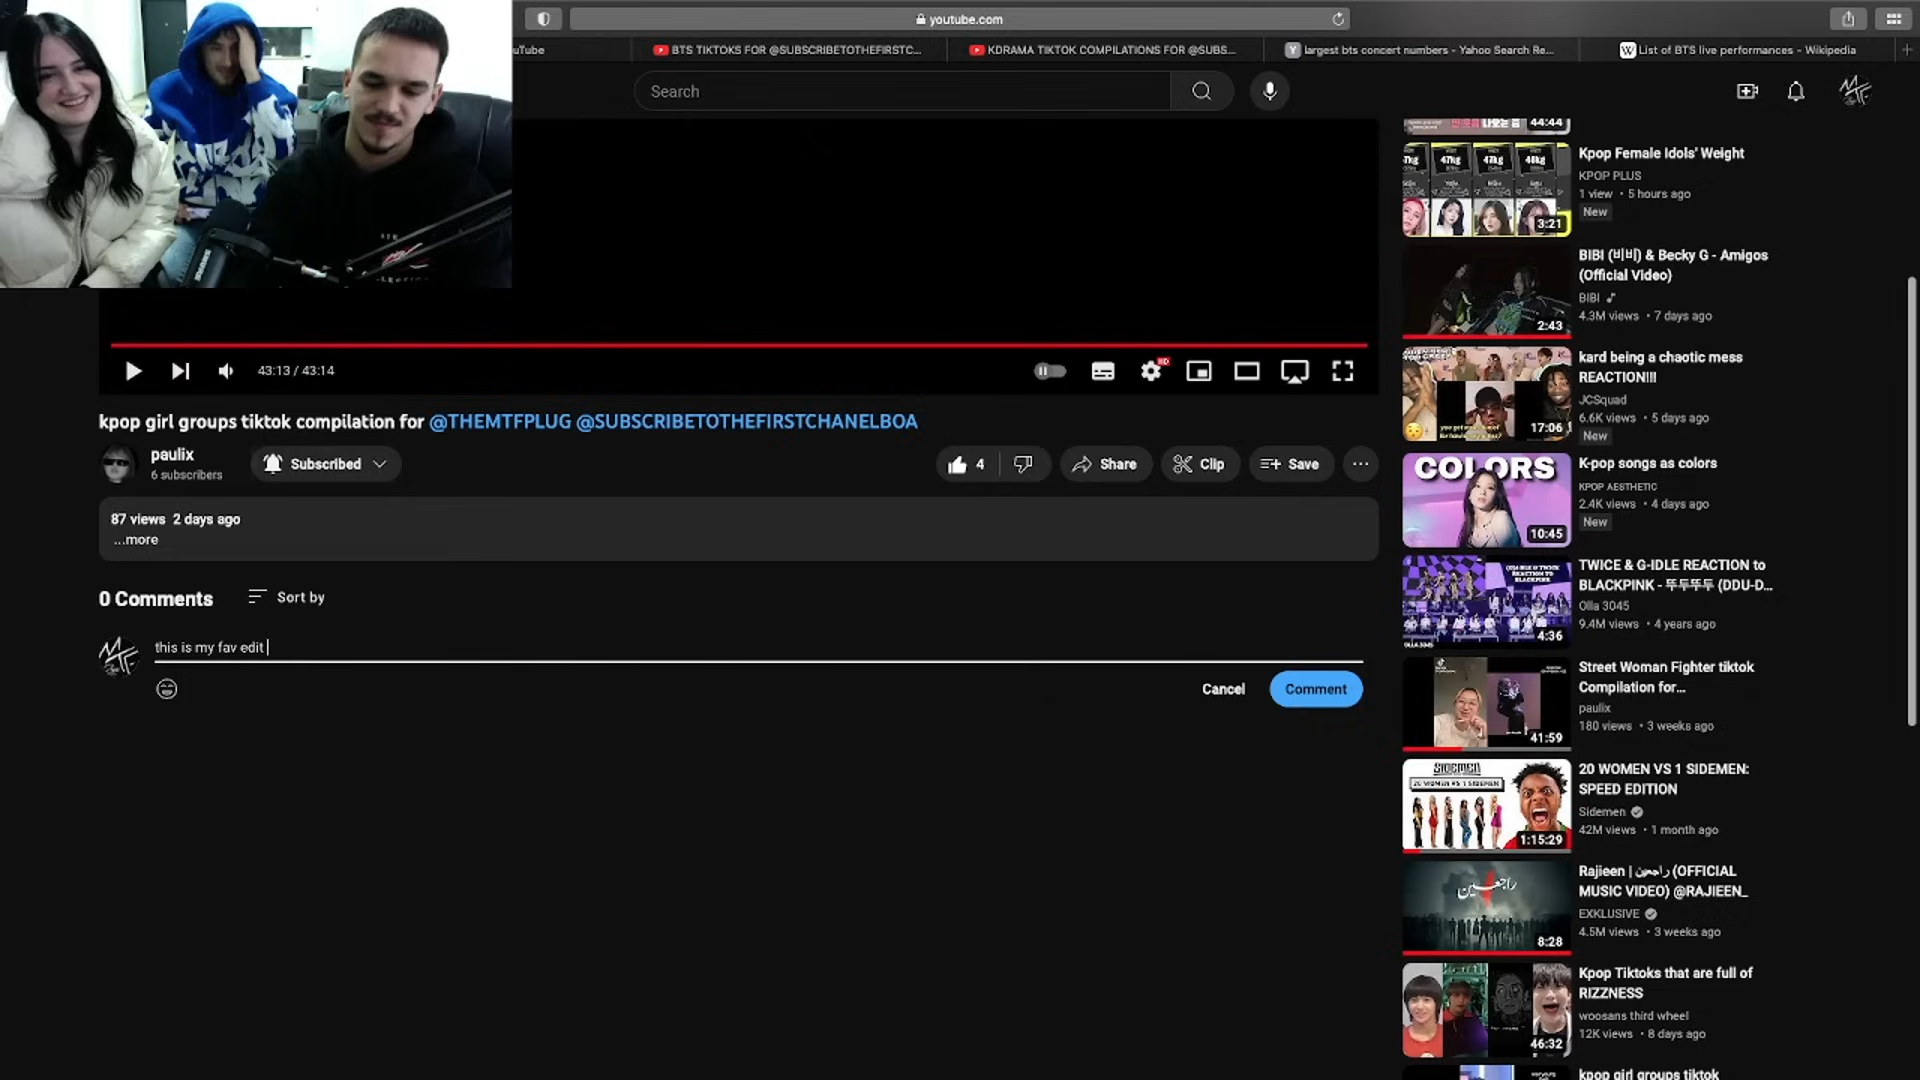 youtube.com
uTube
BTS TIKTOKS FOR @SUBSCRIBETOTHEFIRSTC...
KDRAMA TIKTOK COMPILATIONS FOR @SUBS...
largest bts concert numbers - Yahoo Search Re...
List of BTS live performances - Wikipedia
Search
44:44
Kpop Female Idols' Weight
KPOP PLUS
1 view • 5 hours ago
New
47kg
47kg
48kg
3:21
BIBI (비비) & Becky G - Amigos
(Official Video)
BIBI
4.3M views • 7 days ago
2:43
43:13 / 43:14
HD
kard being a chaotic mess
REACTION!!!
JCSquad
6.6K views • 5 days ago
New
17:06
kpop girl groups tiktok compilation for @THEMTFPLUG @SUBSCRIBETOTHEFIRSTCHANELBOA
paulix
6 subscribers
Subscribed
4
Share
Clip
Save
COLORS
K-pop songs as colors
KPOP AESTHETIC
2.4K views • 4 days ago
New
10:45
87 views 2 days ago
...more
TWICE & G-IDLE REACTION to
BLACKPINK - 뚜두뚜두 (DDU-D...
Olla 3045
9.4M views • 4 years ago
4:36
0 Comments
Sort by
this is my fav edit
Cancel
Comment
Street Woman Fighter tiktok
Compilation for...
paulix
180 views • 3 weeks ago
41:59
SIDEMEN
20 WOMEN VS 1 SIDEMEN
20 WOMEN VS 1 SIDEMEN:
SPEED EDITION
Sidemen
42M views • 1 month ago
1:15:29
راجعين
Rajieen | راجعين (OFFICIAL
MUSIC VIDEO) @RAJIEEN_
EXKLUSIVE
4.5M views • 3 weeks ago
8:28
Kpop Tiktoks that are full of
RIZZNESS
woosans third wheel
12K views • 8 days ago
46:32
kpop girl groups tiktok